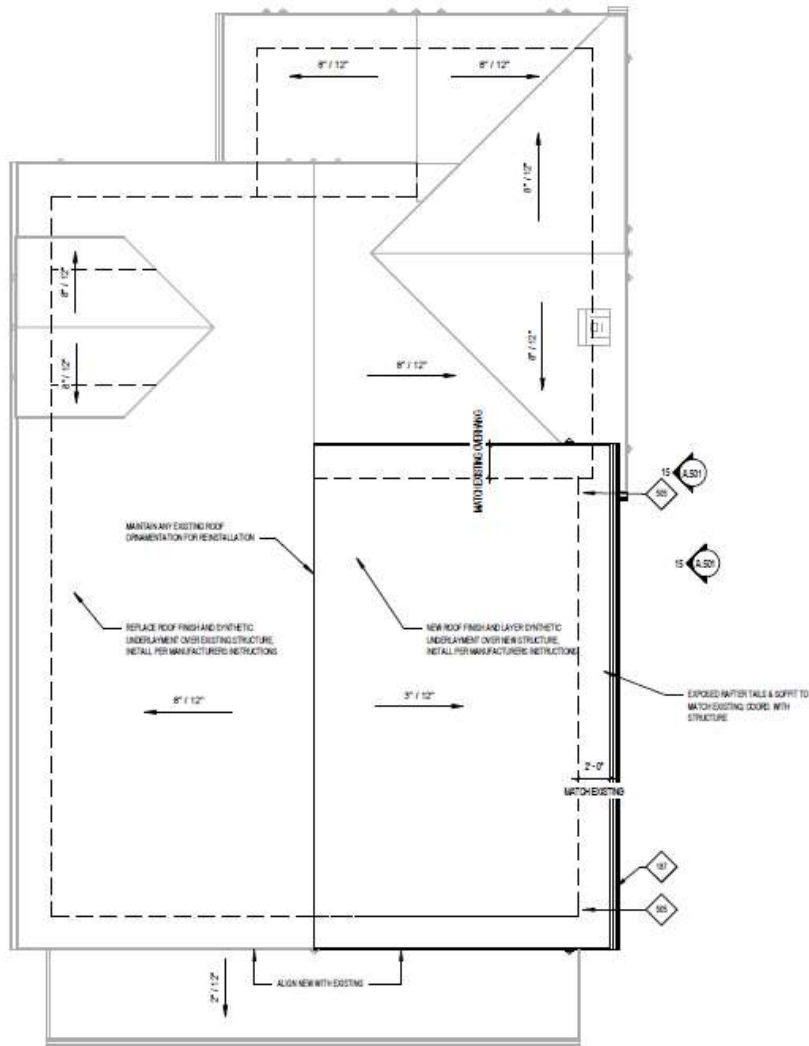 8" / 12"
8" / 12"
8" / 12"
8" / 12"
8" / 12"
8" / 12"
8" / 12"
MATCH EXISTING OVERHANG
15
A.501
505
15
A.501
MAINTAIN ANY EXISTING ROOF
ORNAMENTATION FOR REINSTALLATION
REPLACE ROOF FINISH AND SYNTHETIC
UNDERLAYMENT OVER EXISTING STRUCTURE,
INSTALL PER MANUFACTURERS INSTRUCTIONS
NEW ROOF FINISH AND LAYER SYNTHETIC
UNDERLAYMENT OVER NEW STRUCTURE,
INSTALL PER MANUFACTURERS INSTRUCTIONS
EXPOSED RAFTER TAILS & SOFFIT TO
MATCH EXISTING, COORD. WITH
STRUCTURE
8" / 12"
3" / 12"
2'-0"
MATCH EXISTING
187
505
2" / 12"
ALIGN NEW WITH EXISTING